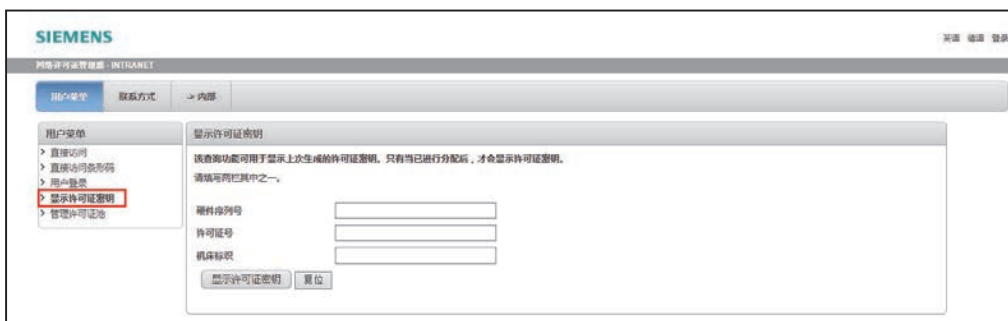 SIEMENS
英语 德语 登录
网络许可证管理器 - INTRANET
用户菜单 联系方式 -> 内部
用户菜单
> 直接访问
> 直接访问条形码
> 用户登录
> 显示许可证密钥
> 管理许可证池
显示许可证密钥
该查询功能可用于显示上次生成的许可证密钥。只有当已进行分配后，才会显示许可证密钥。
请填写两栏其中之一。
硬件序列号
许可证号
机床标识
显示许可证密钥 复位